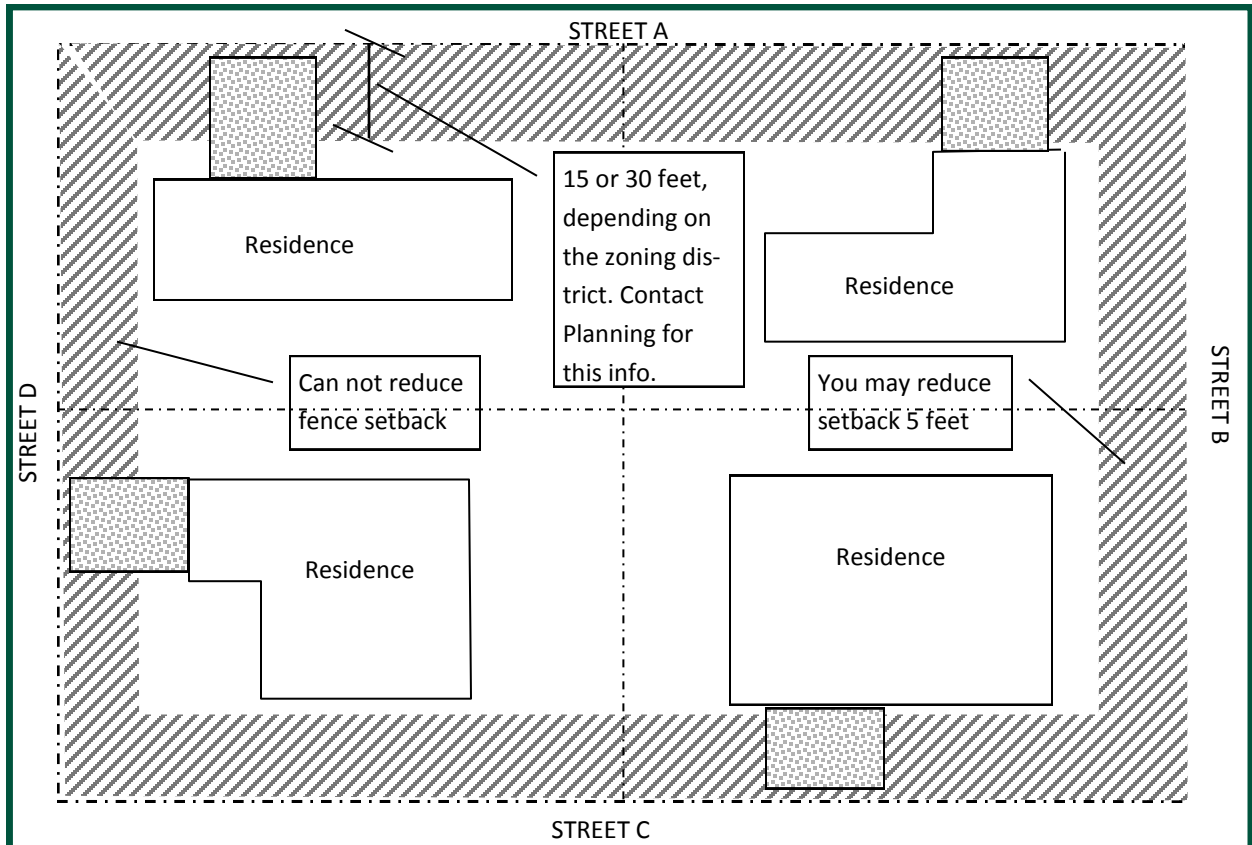 STREET A
15 or 30 feet,
depending on
the zoning dis-
trict. Contact
Planning for
this info.
Residence
Residence
Can not reduce
fence setback
You may reduce
setback 5 feet
STREET D
STREET B
Residence
Residence
STREET C